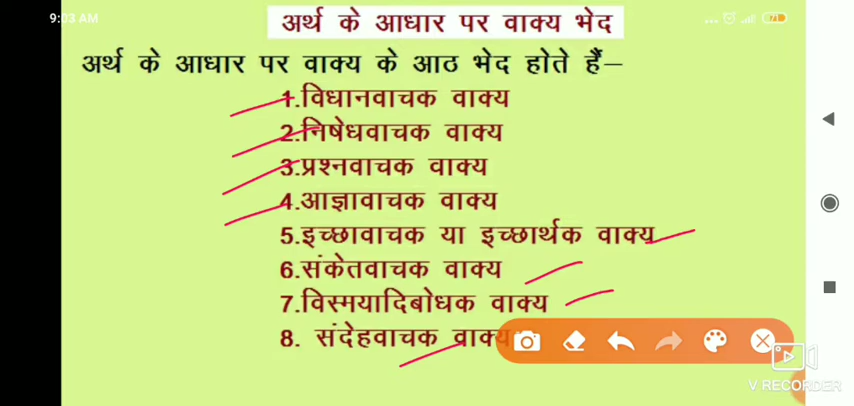 9:03 AM
71
अर्थ के आधार पर वाक्य भेद
अर्थ के आधार पर वाक्य के आठ भेद होते हैं–
1.विधानवाचक वाक्य
2.निषेधवाचक वाक्य
3.प्रश्नवाचक वाक्य
4.आज्ञावाचक वाक्य
5.इच्छावाचक या इच्छार्थक वाक्य
6.संकेतवाचक वाक्य
7.विस्मयादिबोधक वाक्य
8. संदेहवाचक वाक्य
V RECORDER